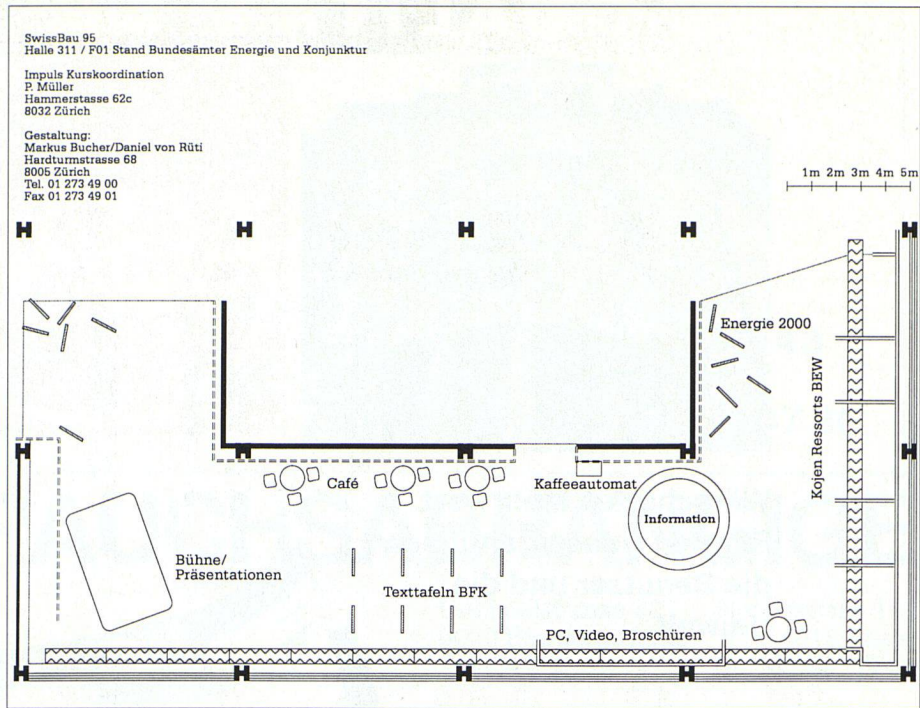 SwissBau 95
Halle 311 / F01 Stand Bundesämter Energie und Konjunktur
Impuls Kurskoordination
P. Müller
Hammerstasse 62c
8032 Zürich
Gestaltung:
Markus Bucher/Daniel von Rüti
Hardturmstrasse 68
8005 Zürich
Tel. 01 273 49 00
Fax 01 273 49 01
1m 2m 3m 4m 5m
Energie 2000
Kojen Ressorts BEW
Café
Kaffeeautomat
Information
Bühne/
Präsentationen
Texttafeln BFK
PC, Video, Broschüren